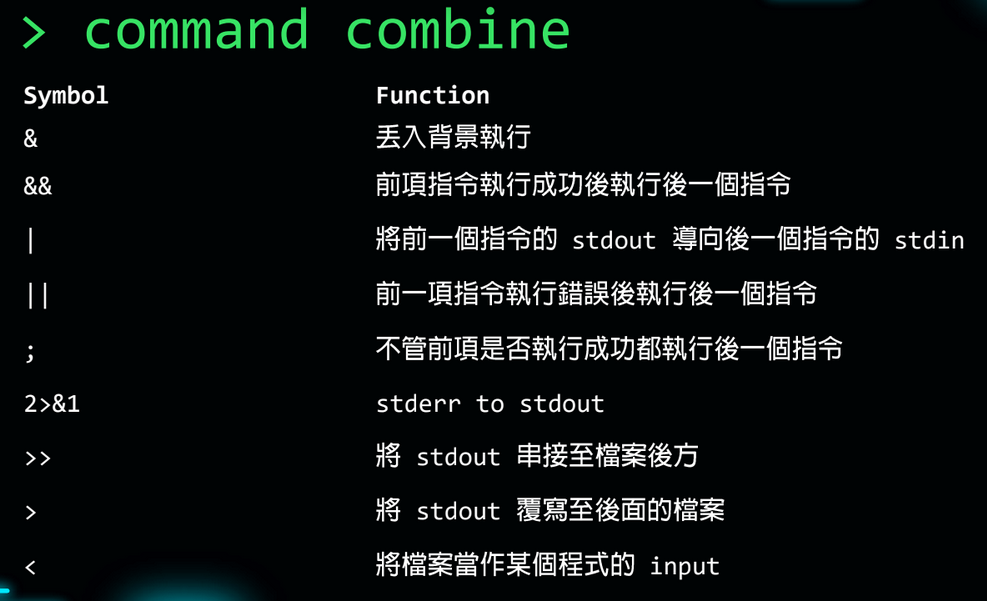 > command combine
Symbol Function
& 丟入背景執行
&& 前項指令執行成功後執行後一個指令
| 將前一個指令的 stdout 導向後一個指令的 stdin
|| 前一項指令執行錯誤後執行後一個指令
; 不管前項是否執行成功都執行後一個指令
2>&1 stderr to stdout
>> 將 stdout 串接至檔案後方
> 將 stdout 覆寫至後面的檔案
< 將檔案當作某個程式的 input